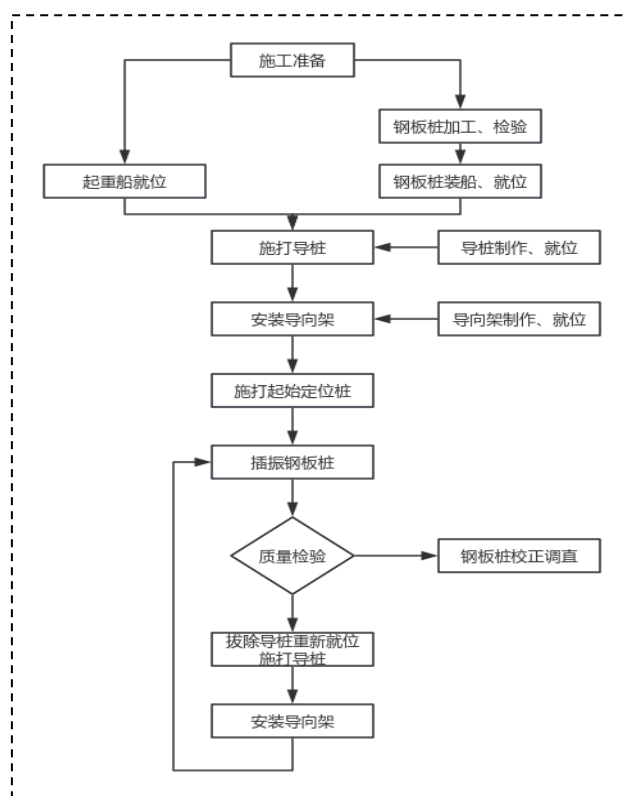 施工准备
钢板桩加工、检验
起重船就位
钢板桩装船、就位
施打导桩
导桩制作、就位
安装导向架
导向架制作、就位
施打起始定位桩
插振钢板桩
质量检验
钢板桩校正调直
拔除导桩重新就位
施打导桩
安装导向架